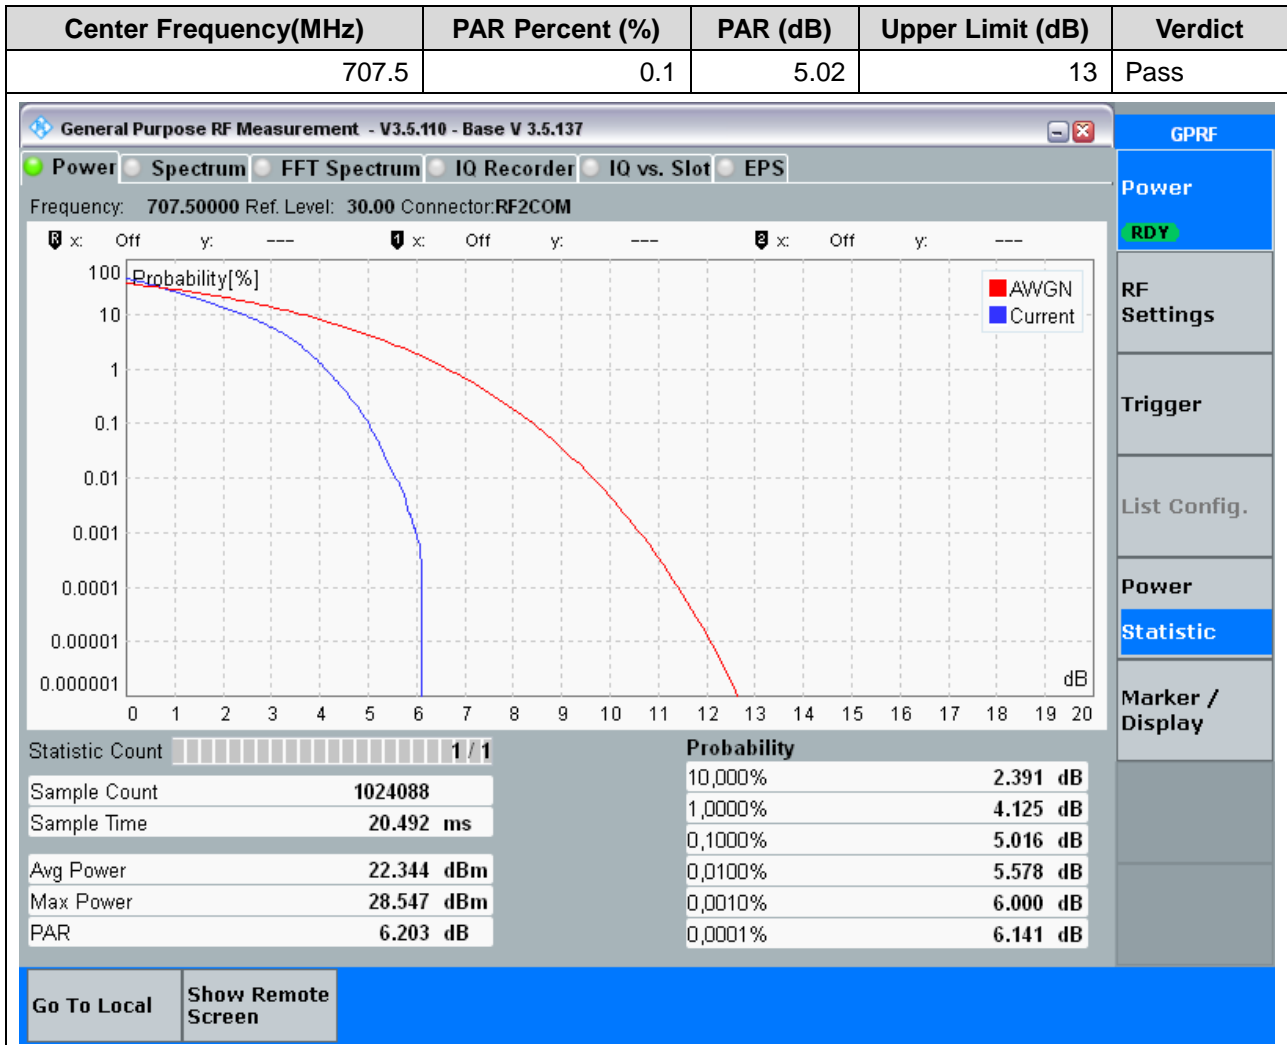 Center Frequency(MHz) PAR Percent (%) PAR (dB) Upper Limit (dB) Verdict
707.5 0.1 5.02 13 Pass
General Purpose RF Measurement - V3.5.110 - Base V 3.5.137
GPRF
Power Spectrum FFT Spectrum IQ Recorder IQ vs. Slot EPS
Power
RDY
Frequency: 707.50000 Ref. Level: 30.00 Connector:RF2COM
R x: Off y: --- 1 x: Off y: --- 2 x: Off y: ---
Probability[%]
AWGN
Current
100
10
1
0.1
0.01
0.001
0.0001
0.00001
0.000001
dB
0 1 2 3 4 5 6 7 8 9 10 11 12 13 14 15 16 17 18 19 20
RF
Settings
Trigger
List Config.
Power
Statistic
Marker /
Display
Statistic Count 1 / 1
Sample Count 1024088
Sample Time 20.492 ms
Avg Power 22.344 dBm
Max Power 28.547 dBm
PAR 6.203 dB
Probability
10,000% 2.391 dB
1,0000% 4.125 dB
0,1000% 5.016 dB
0,0100% 5.578 dB
0,0010% 6.000 dB
0,0001% 6.141 dB
Go To Local
Show Remote
Screen